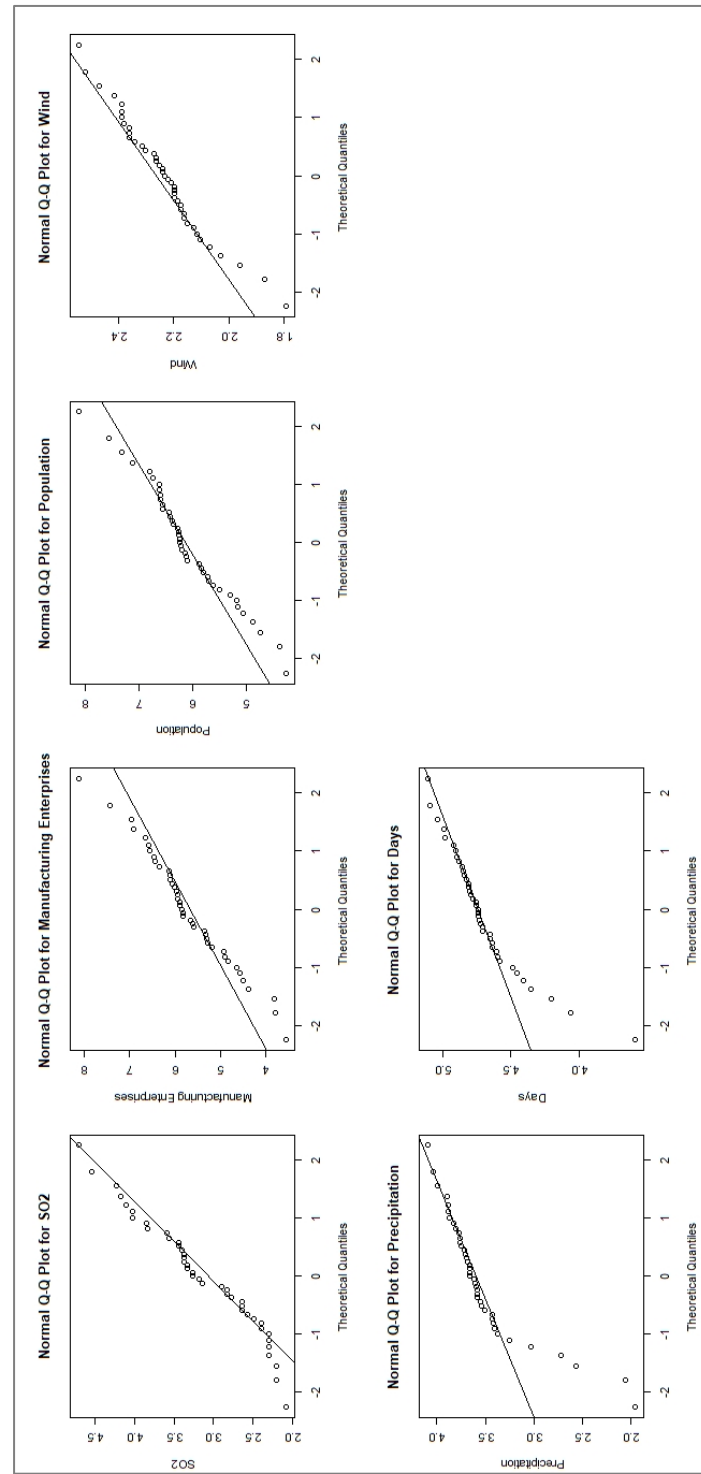 Normal Q-Q Plot for SO2
SO2
4.5
4.0
3.5
3.0
2.5
2.0
-2 -1 0 1 2
Theoretical Quantiles
Normal Q-Q Plot for Manufacturing Enterprises
Manufacturing Enterprises
8
7
6
5
4
-2 -1 0 1 2
Theoretical Quantiles
Normal Q-Q Plot for Population
Population
8
7
6
5
-2 -1 0 1 2
Theoretical Quantiles
Normal Q-Q Plot for Wind
Wind
2.4
2.2
2.0
1.8
-2 -1 0 1 2
Theoretical Quantiles
Normal Q-Q Plot for Precipitation
Precipitation
4.0
3.5
3.0
2.5
2.0
-2 -1 0 1 2
Theoretical Quantiles
Normal Q-Q Plot for Days
Days
5.0
4.5
4.0
-2 -1 0 1 2
Theoretical Quantiles